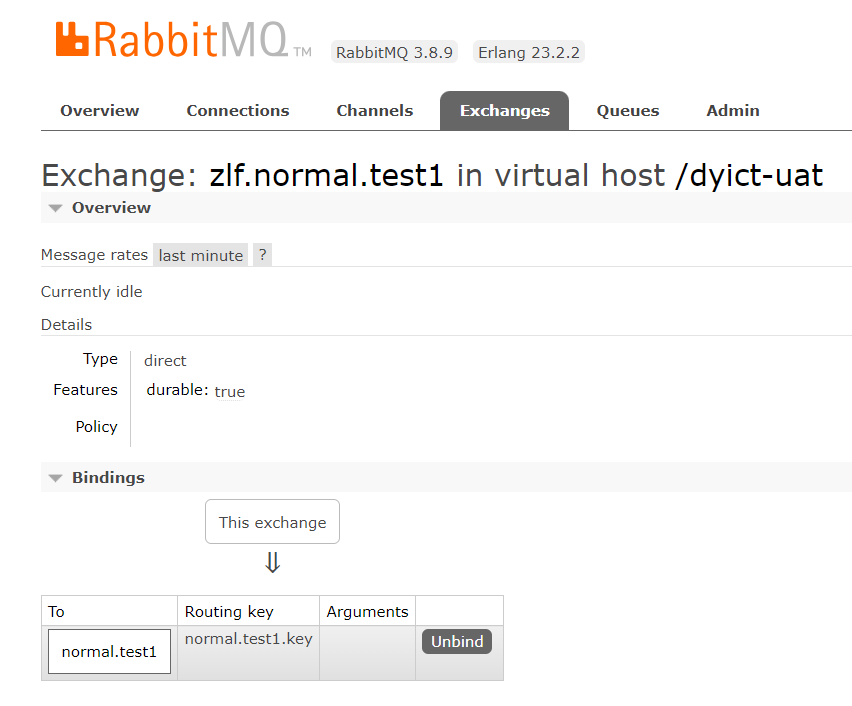 RabbitMQ TM RabbitMQ 3.8.9 Erlang 23.2.2
Overview Connections Channels Exchanges Queues Admin
Exchange: zlf.normal.test1 in virtual host /dyict-uat
Overview
Message rates last minute ?
Currently idle
Details
Type direct
Features durable: true
Policy
Bindings
This exchange
⇓
To Routing key Arguments
normal.test1 normal.test1.key Unbind